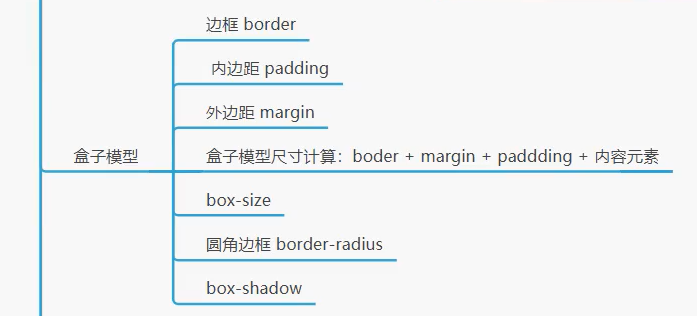 边框 border
内边距 padding
外边距 margin
盒子模型
盒子模型尺寸计算：boder + margin + paddding + 内容元素
box-size
圆角边框 border-radius
box-shadow